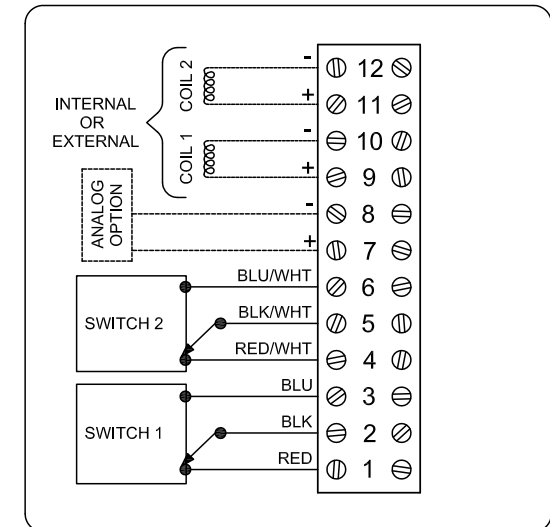 COIL 2
- 12
+ 11
INTERNAL
OR
EXTERNAL
COIL 1
- 10
+ 9
ANALOG
OPTION
- 8
+ 7
BLU/WHT 6
SWITCH 2
BLK/WHT 5
RED/WHT 4
BLU 3
SWITCH 1
BLK 2
RED 1